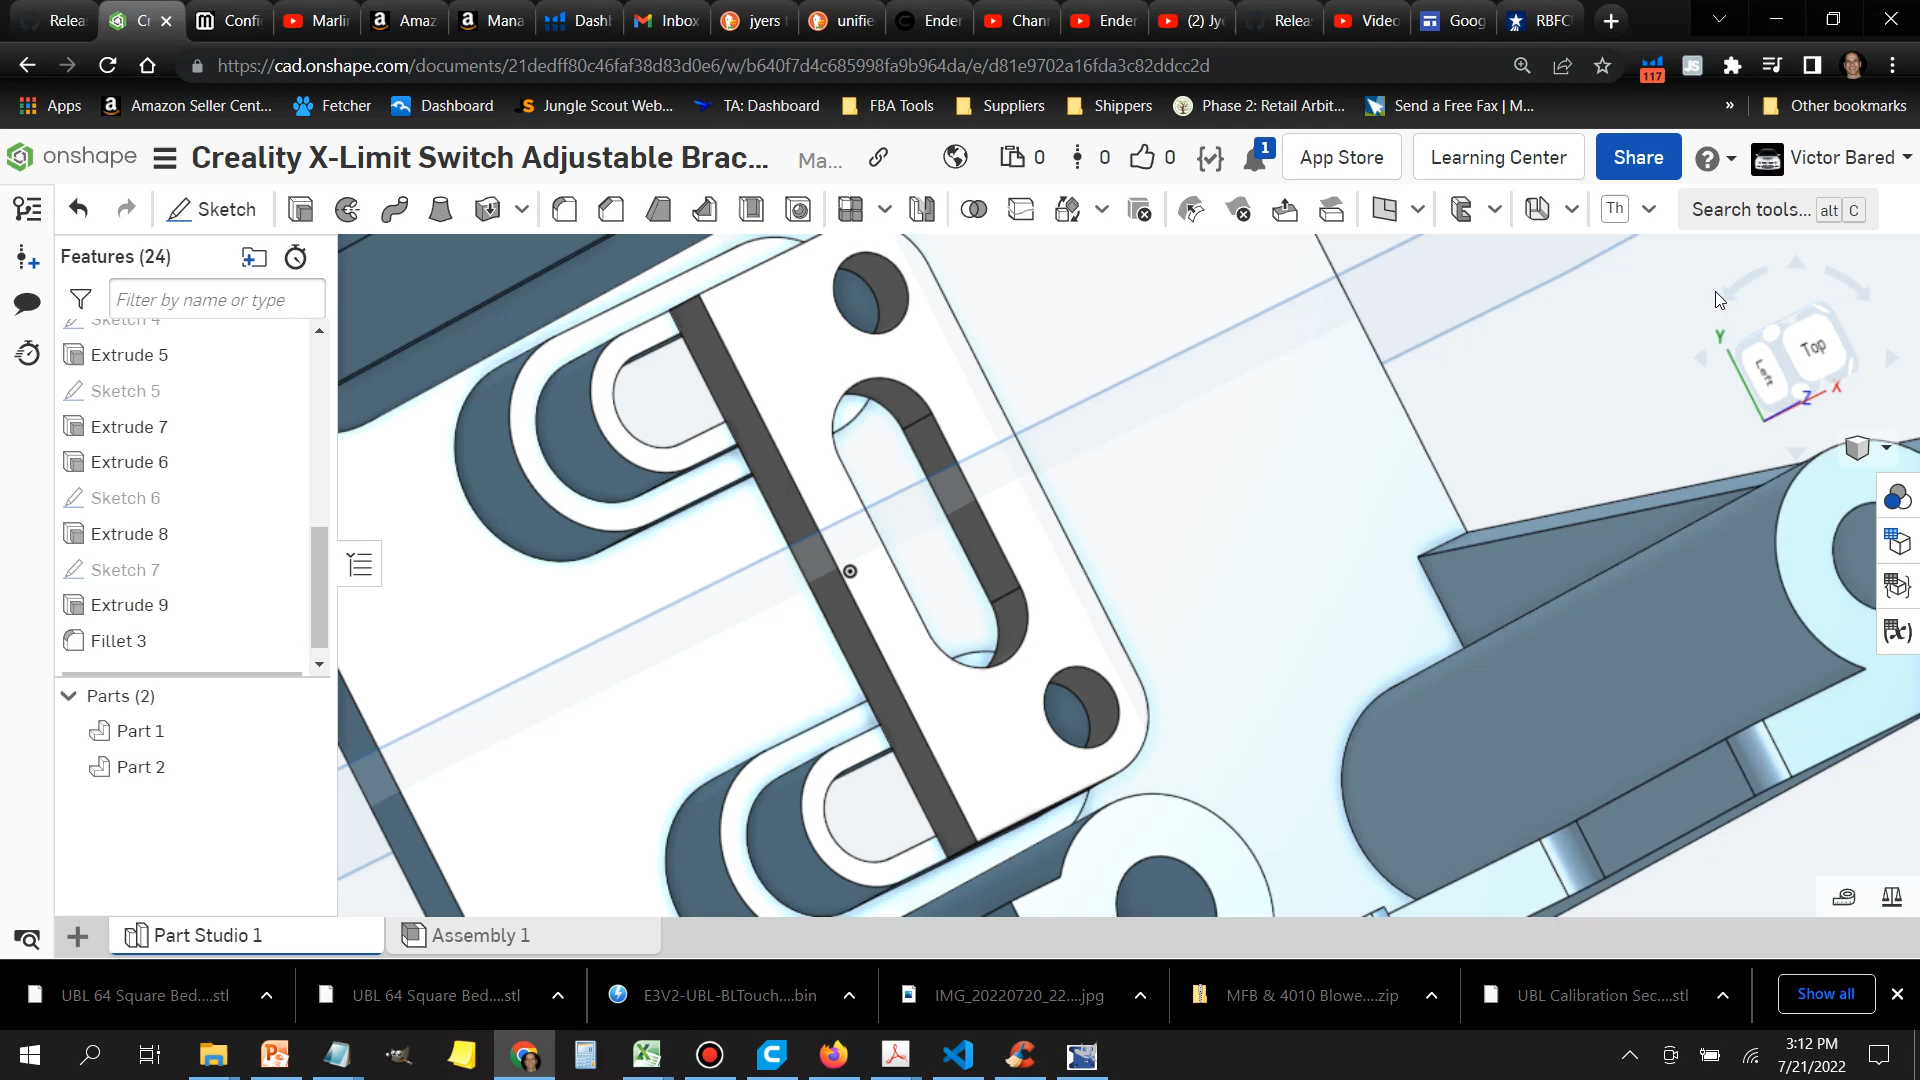 Relea
Cr
Confi
Marli
Amaz
Mana
Dashl
Inbox
jyers f
unifie
Ender
Chan
Ender
(2) Jy
Relea
Video
Goog
RBFC
https://cad.onshape.com/documents/21dedff80c46faf38d83d0e6/w/b640f7d4c685998fa9b964da/e/d81e9702a16fda3c82ddcc2d
117
JS
Apps
Amazon Seller Cent...
Fetcher
Dashboard
Jungle Scout Web...
TA: Dashboard
FBA Tools
Suppliers
Shippers
Phase 2: Retail Arbit...
Send a Free Fax | M...
»
Other bookmarks
onshape
Creality X-Limit Switch Adjustable Brac...
Ma...
0
0
0
1
App Store
Learning Center
Share
Victor Bared
Sketch
Th
Search tools...
alt
C
Features (24)
Filter by name or type
Sketch 4
Extrude 5
Sketch 5
Extrude 7
Extrude 6
Sketch 6
Extrude 8
Sketch 7
Extrude 9
Fillet 3
Parts (2)
Part 1
Part 2
Y
Left
Top
Z
X
(x)
Part Studio 1
Assembly 1
UBL 64 Square Bed....stl
UBL 64 Square Bed....stl
E3V2-UBL-BLTouch....bin
IMG_20220720_22....jpg
MFB & 4010 Blowe....zip
UBL Calibration Sec....stl
Show all
3:12 PM
7/21/2022